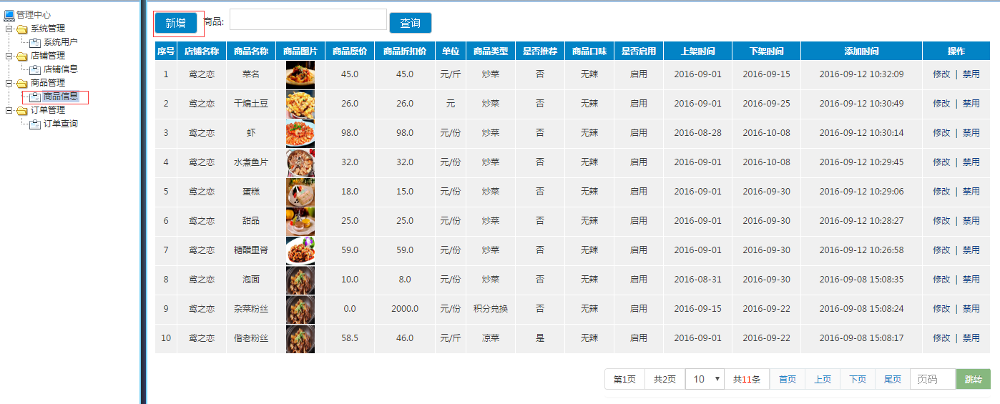 管理中心
系统管理
系统用户
店铺管理
店铺信息
商品管理
商品信息
订单管理
订单查询
新增 商品: 查询
序号 店铺名称 商品名称 商品图片 商品原价 商品折扣价 单位 商品类型 是否推荐 商品口味 是否启用 上架时间 下架时间 添加时间 操作
1 鸾之恋 菜名 45.0 45.0 元/斤 炒菜 否 无辣 启用 2016-09-01 2016-09-15 2016-09-12 10:32:09 修改 | 禁用
2 鸾之恋 干煸土豆 26.0 26.0 元 炒菜 否 无辣 启用 2016-09-01 2016-09-25 2016-09-12 10:30:49 修改 | 禁用
3 鸾之恋 虾 98.0 98.0 元/份 炒菜 否 无辣 启用 2016-08-28 2016-10-08 2016-09-12 10:30:14 修改 | 禁用
4 鸾之恋 水煮鱼片 32.0 32.0 元/份 炒菜 否 无辣 启用 2016-09-01 2016-10-08 2016-09-12 10:29:45 修改 | 禁用
5 鸾之恋 蛋糕 18.0 15.0 元/份 炒菜 否 无辣 启用 2016-09-01 2016-09-30 2016-09-12 10:29:06 修改 | 禁用
6 鸾之恋 甜品 25.0 25.0 元/份 炒菜 否 无辣 启用 2016-09-01 2016-09-30 2016-09-12 10:28:27 修改 | 禁用
7 鸾之恋 糖醋里脊 59.0 59.0 元/份 炒菜 否 无辣 启用 2016-09-01 2016-09-30 2016-09-12 10:26:58 修改 | 禁用
8 鸾之恋 泡面 10.0 8.0 元/份 炒菜 否 无辣 启用 2016-08-31 2016-09-30 2016-09-08 15:08:35 修改 | 禁用
9 鸾之恋 杂菜粉丝 0.0 2000.0 元/份 积分兑换 否 无辣 启用 2016-09-15 2016-09-22 2016-09-08 15:08:24 修改 | 禁用
10 鸾之恋 偕老粉丝 58.5 46.0 元/斤 凉菜 是 无辣 启用 2016-09-01 2016-09-22 2016-09-08 15:08:17 修改 | 禁用
第1页 共2页 10 共11条 首页 上页 下页 尾页 页码 跳转